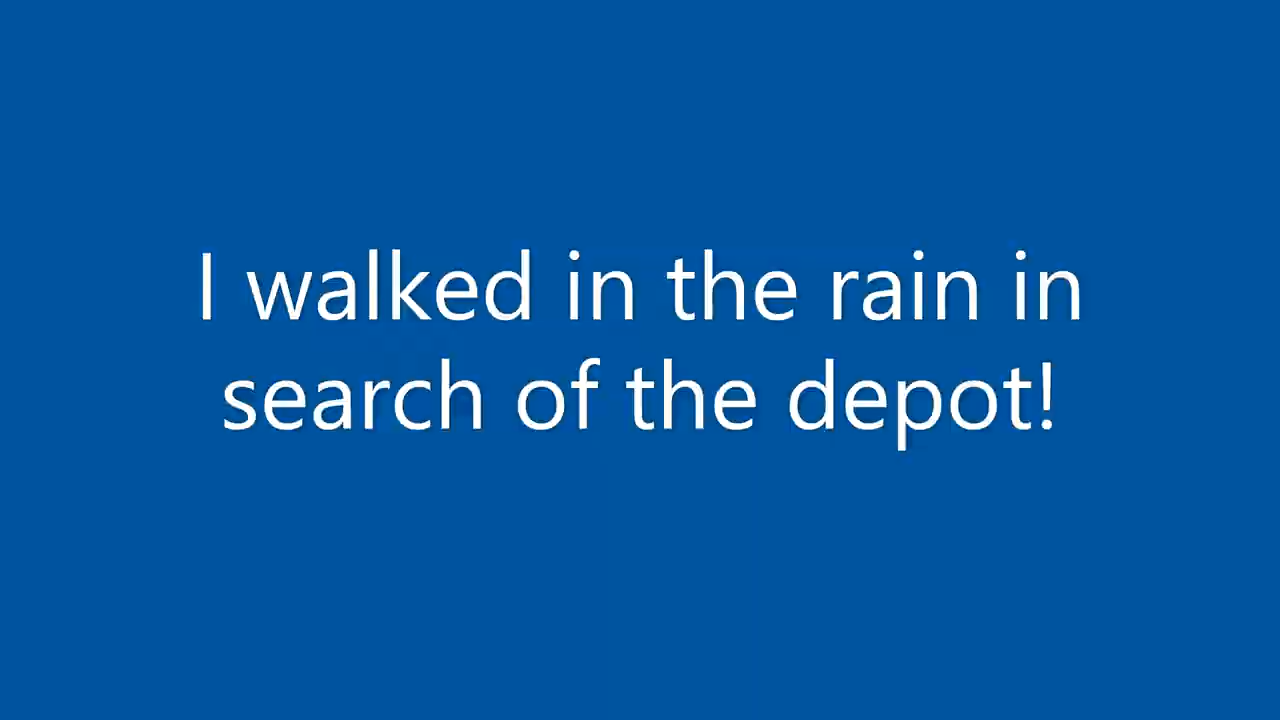 I walked in the rain in
search of the depot!